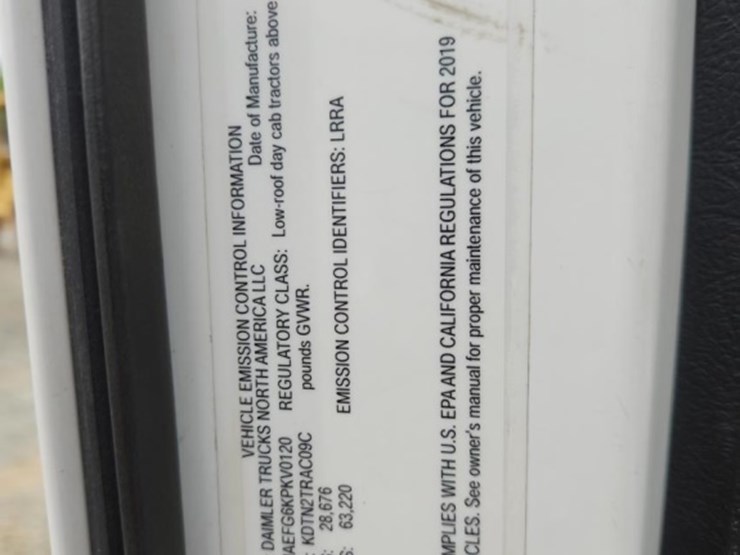 VEHICLE EMISSION CONTROL INFORMATION
DAIMLER TRUCKS NORTH AMERICA LLC Date of Manufacture:
AEFG6KPKV0120 REGULATORY CLASS: Low-roof day cab tractors above
: KDTN2TRAC09C pounds GVWR.
: 28,676
S: 63,220 EMISSION CONTROL IDENTIFIERS: LRRA
MPLIES WITH U.S. EPA AND CALIFORNIA REGULATIONS FOR 2019
CLES. See owner's manual for proper maintenance of this vehicle.